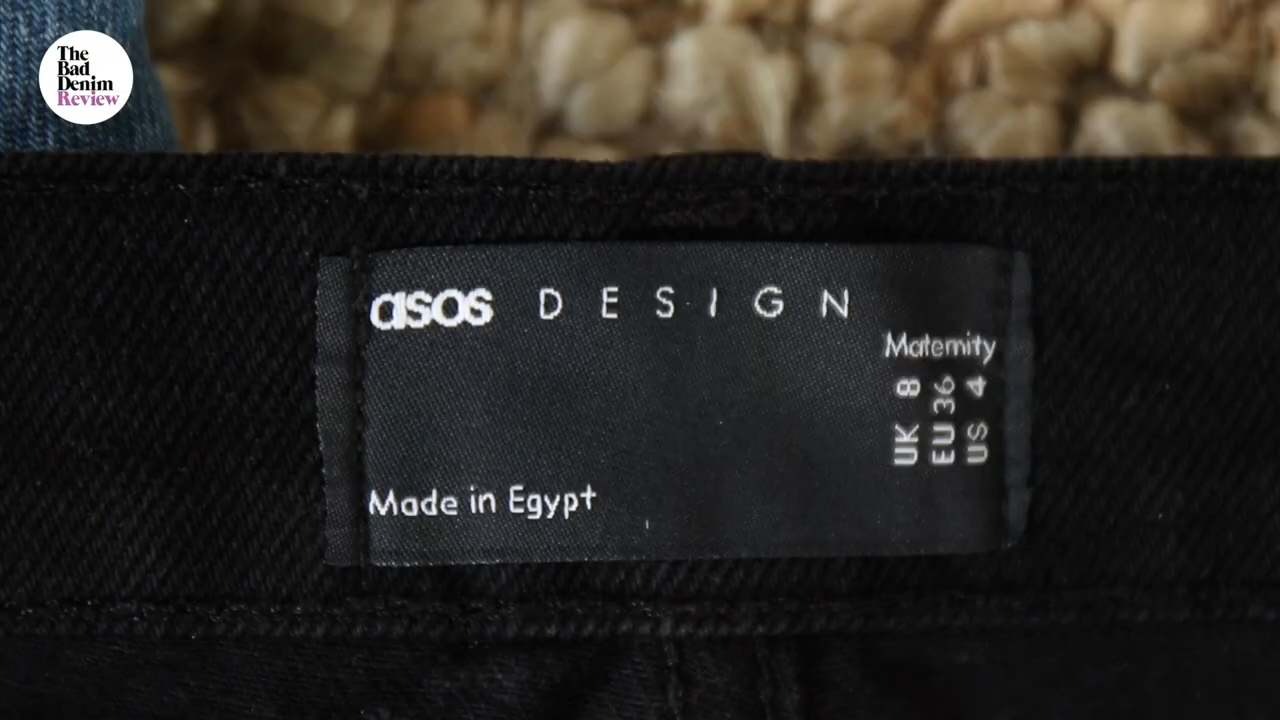 The
Bad
Denim
Review
asos DESIGN
Maternity
UK 8
EU 36
US 4
Made in Egypt